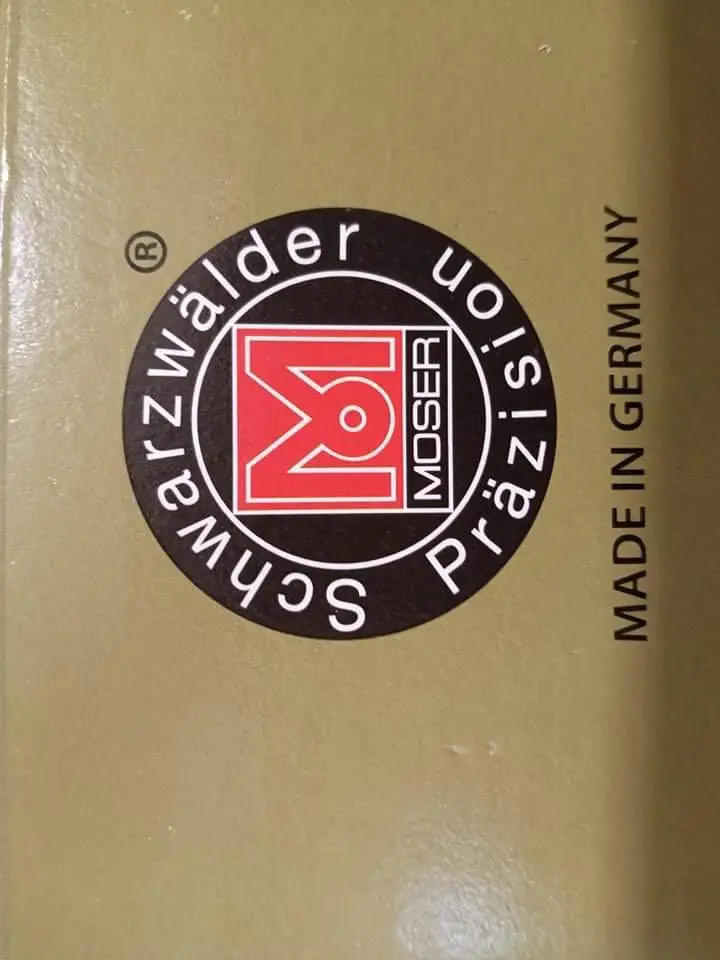 Schwarzwälder
®
MOSER
Präzision
MADE IN GERMANY